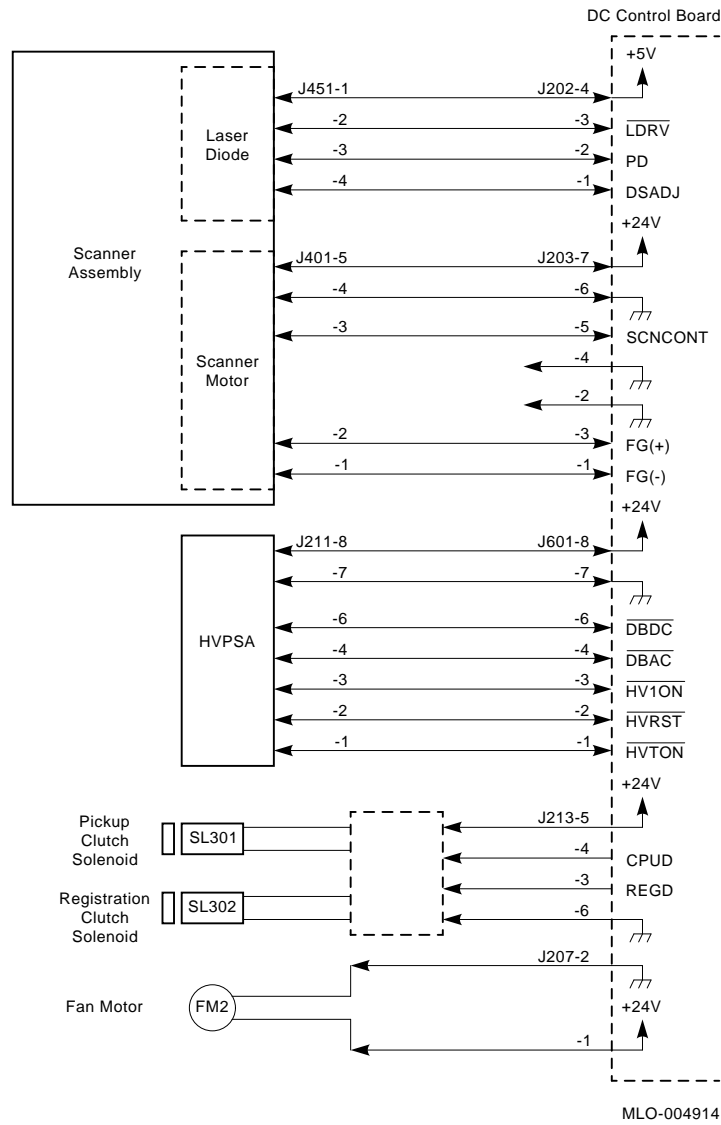 DC Control Board
+5V
J451-1 J202-4
-2 -3 LDRV
Laser
Diode
-3 -2 PD
-4 -1 DSADJ
+24V
Scanner
Assembly
J401-5 J203-7
-4 -6
-3 -5 SCNCONT
Scanner
Motor
-4
-2
-2 -3 FG(+)
-1 -1 FG(-)
+24V
J211-8 J601-8
-7 -7
HVPSA
-6 -6 DBDC
-4 -4 DBAC
-3 -3 HV1ON
-2 -2 HVRST
-1 -1 HVTON
+24V
Pickup
Clutch
Solenoid
SL301
J213-5
-4 CPUD
-3 REGD
Registration
Clutch
Solenoid
SL302
-6
J207-2
Fan Motor FM2
+24V
-1
MLO-004914